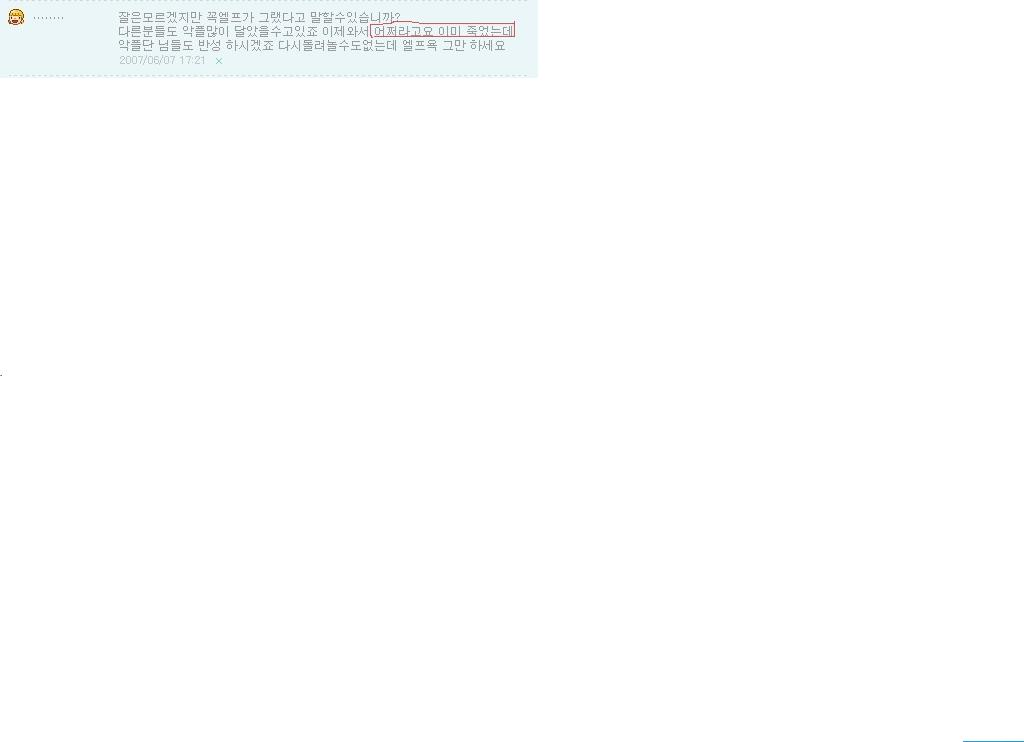 ........
잘은모르겠지만 꼭엘프가 그랬다고 말할수있습니까?
다른분들도 악플많이 달았을수고있죠 이제와서 어쩌라고요 이미 죽었는데
악플단 님들도 반성 하시겠죠 다시돌려놀수도없는데 엘프욕 그만 하세요
2007/06/07 17:21 ×